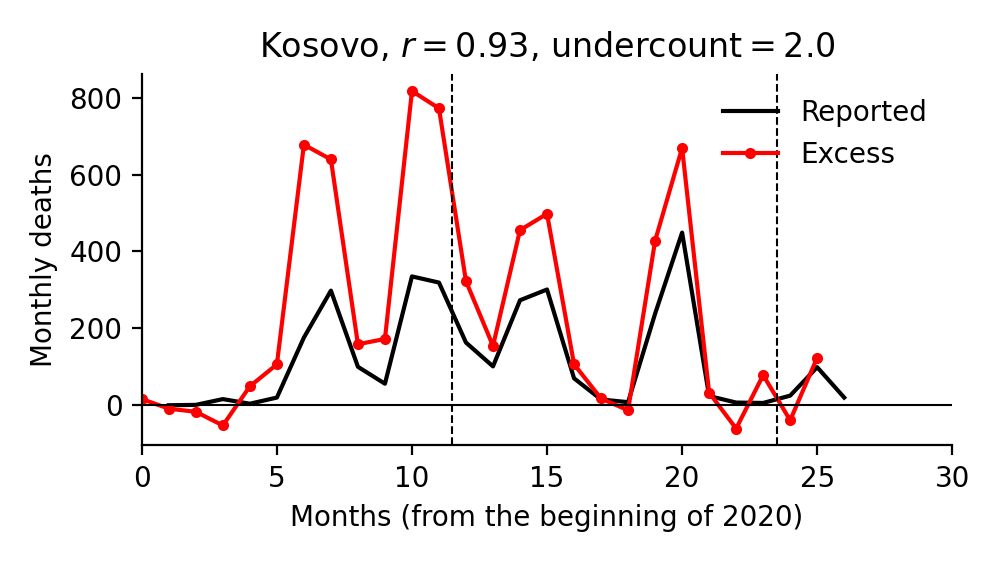 Kosovo, r = 0.93, undercount = 2.0
Monthly deaths
800
600
400
200
0
Reported
Excess
0 5 10 15 20 25 30
Months (from the beginning of 2020)